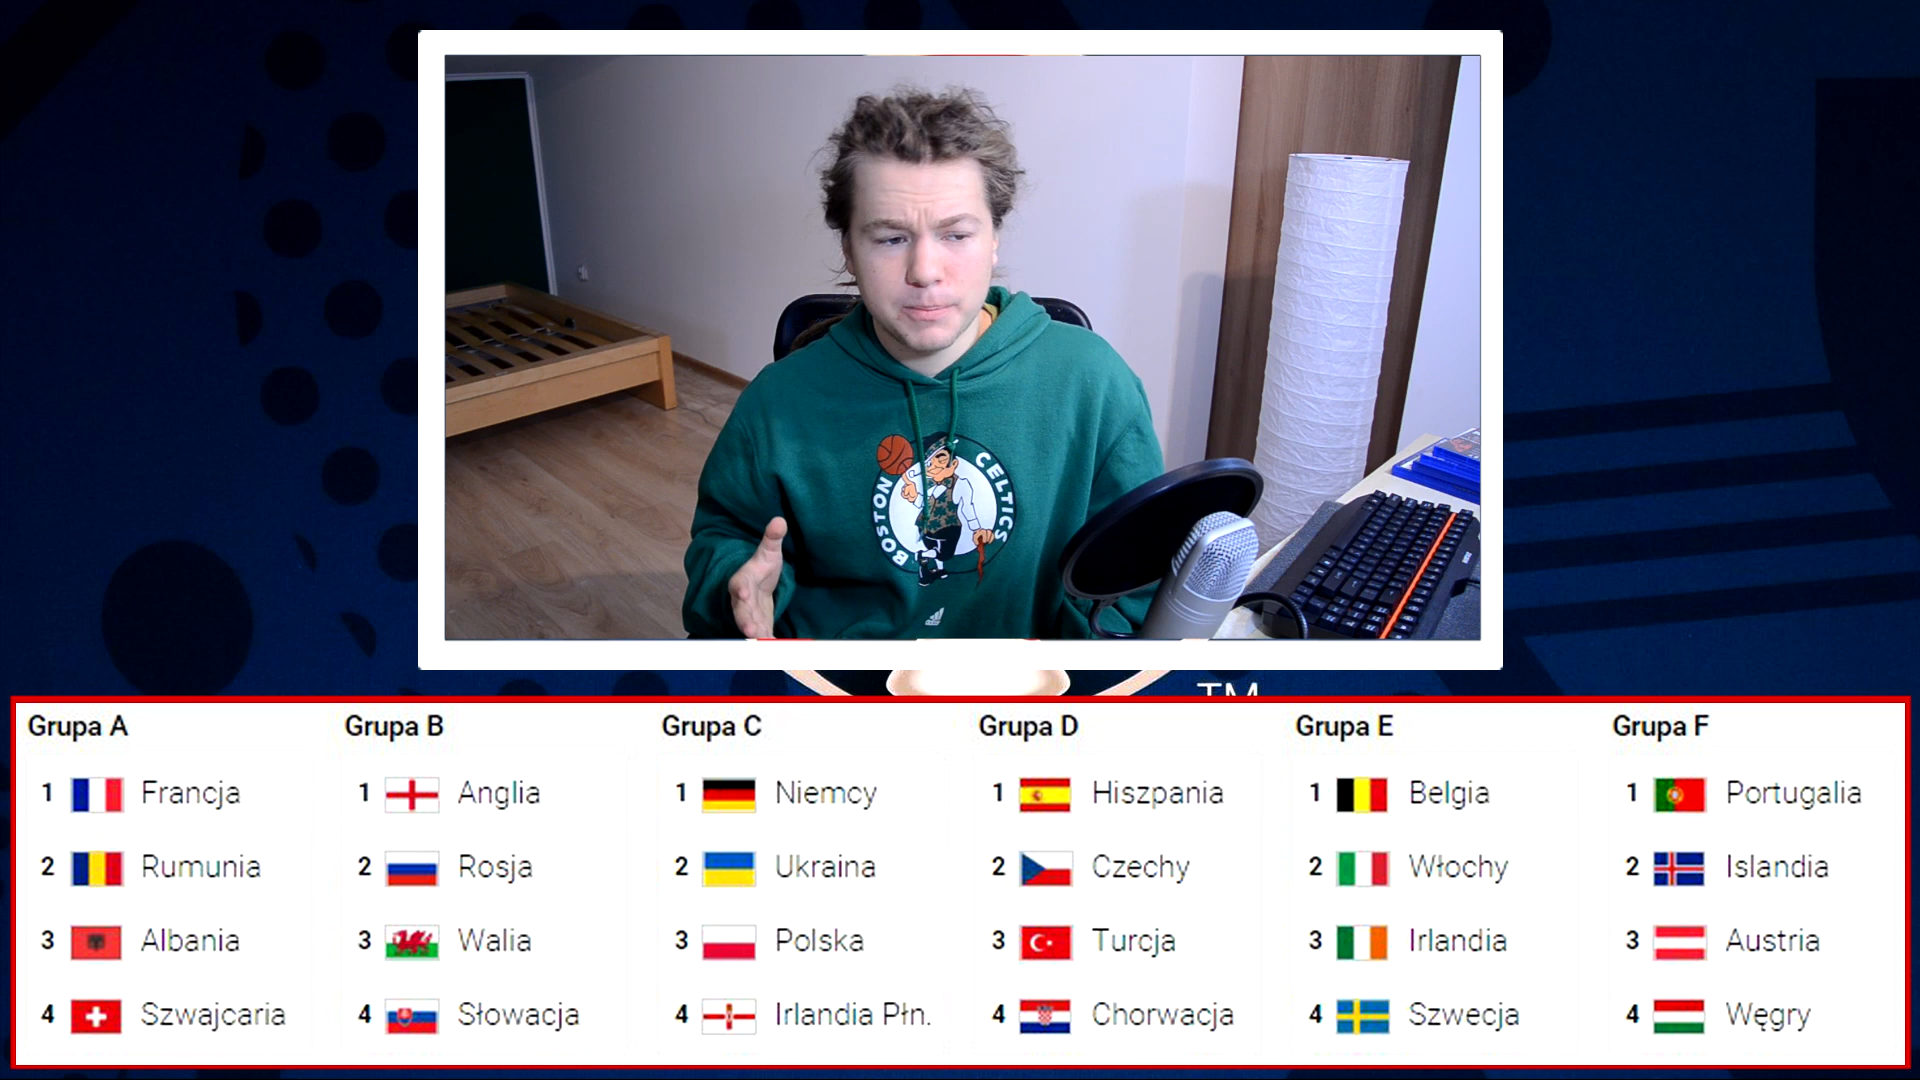 BOSTON CELTICS
TM
Grupa A
1 Francja
2 Rumunia
3 Albania
4 Szwajcaria
Grupa B
1 Anglia
2 Rosja
3 Walia
4 Słowacja
Grupa C
1 Niemcy
2 Ukraina
3 Polska
4 Irlandia Płn.
Grupa D
1 Hiszpania
2 Czechy
3 Turcja
4 Chorwacja
Grupa E
1 Belgia
2 Włochy
3 Irlandia
4 Szwecja
Grupa F
1 Portugalia
2 Islandia
3 Austria
4 Węgry